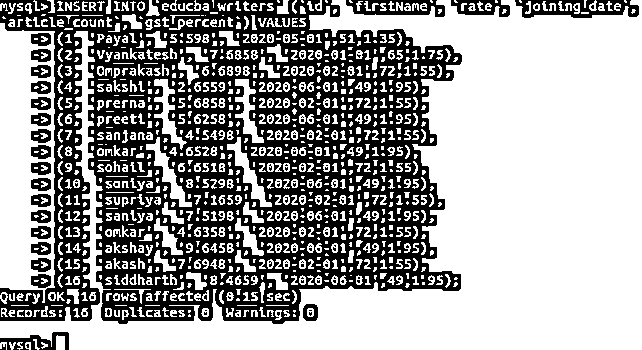 mysql> INSERT INTO `educba_writers` (`id`, `firstName`, `rate`, `joining_date`,
`article_count`, `gst_percent`) VALUES
-> (1, 'Payal', '5.598', '2020-05-01',51,1.35),
-> (2, 'Vyankatesh', '7.6858', '2020-01-01',65,1.75),
-> (3, 'Omprakash', '6.6898', '2020-02-01',72,1.55),
-> (4, 'sakshi', '2.6559', '2020-06-01',49,1.95),
-> (5, 'prerna', '5.6858', '2020-02-01',72,1.55),
-> (6, 'preeti', '5.6258', '2020-06-01',49,1.95),
-> (7, 'sanjana', '4.5498', '2020-02-01',72,1.55),
-> (8, 'omkar', '4.6528', '2020-06-01',49,1.95),
-> (9, 'sohail', '6.6518', '2020-02-01',72,1.55),
-> (10, 'soniya', '8.5298', '2020-06-01',49,1.95),
-> (11, 'supriya', '7.1659', '2020-02-01',72,1.55),
-> (12, 'saniya', '7.5198', '2020-06-01',49,1.95),
-> (13, 'omkar', '4.6358', '2020-02-01',72,1.55),
-> (14, 'akshay', '9.6458', '2020-06-01',49,1.95),
-> (15, 'akash', '7.6948', '2020-02-01',72,1.55),
-> (16, 'siddharth', '8.4659', '2020-06-01',49,1.95);
Query OK, 16 rows affected (0.15 sec)
Records: 16 Duplicates: 0 Warnings: 0
mysql>